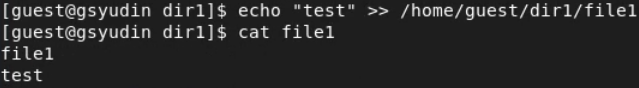 [guest@gsyudin dir1]$ echo "test" >> /home/guest/dir1/file1
[guest@gsyudin dir1]$ cat file1
file1
test